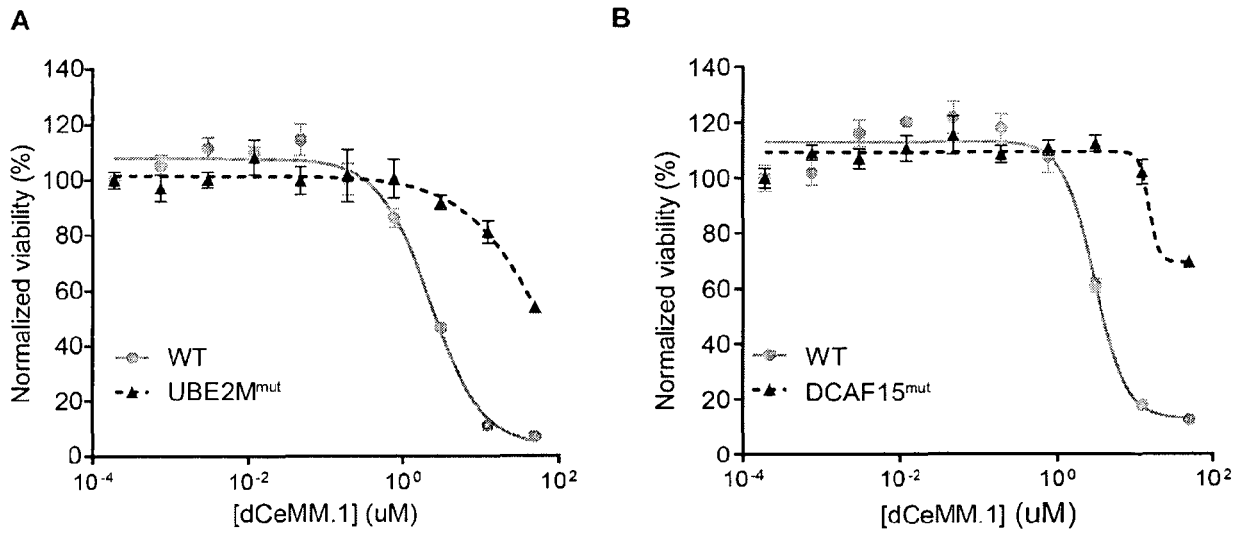 A
Normalized viability (%)
140
120
100
80
60
40
20
0
WT
UBE2Mmut
10-4
10-2
100
102
[dCeMM.1] (uM)
B
Normalized viability (%)
140
120
100
80
60
40
20
0
WT
DCAF15mut
10-4
10-2
100
102
[dCeMM.1] (uM)